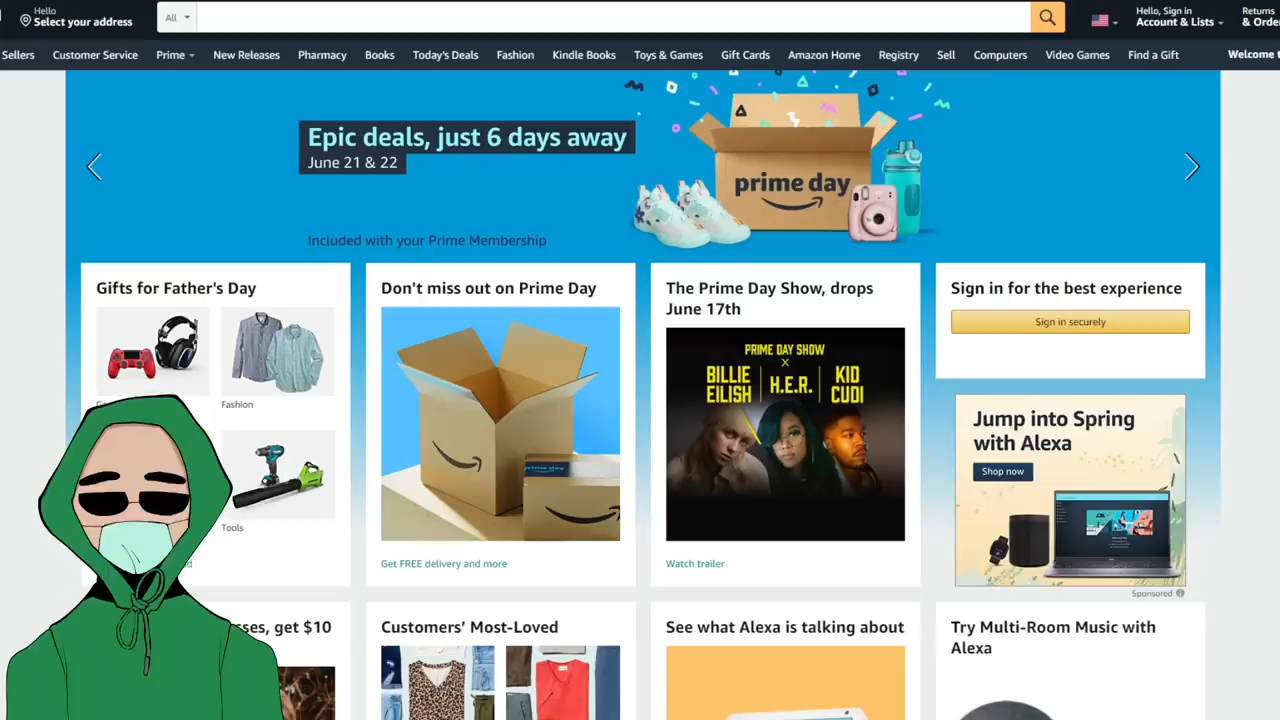 Hello
Select your address
All
Hello, Sign in
Account & Lists
Returns
& Orde
Sellers
Customer Service
Prime
New Releases
Pharmacy
Books
Today's Deals
Fashion
Kindle Books
Toys & Games
Gift Cards
Amazon Home
Registry
Sell
Computers
Video Games
Find a Gift
Welcome t
Epic deals, just 6 days away
June 21 & 22
prime day
Included with your Prime Membership
Gifts for Father's Day
Fashion
Tools
Don't miss out on Prime Day
prime day
Get FREE delivery and more
The Prime Day Show, drops
June 17th
PRIME DAY SHOW
X
BILLIE
EILISH
H.E.R.
KID
CUDI
Watch trailer
Sign in for the best experience
Sign in securely
Jump into Spring
with Alexa
Shop now
Sponsored
sses, get $10
Customers' Most-Loved
See what Alexa is talking about
Try Multi-Room Music with
Alexa